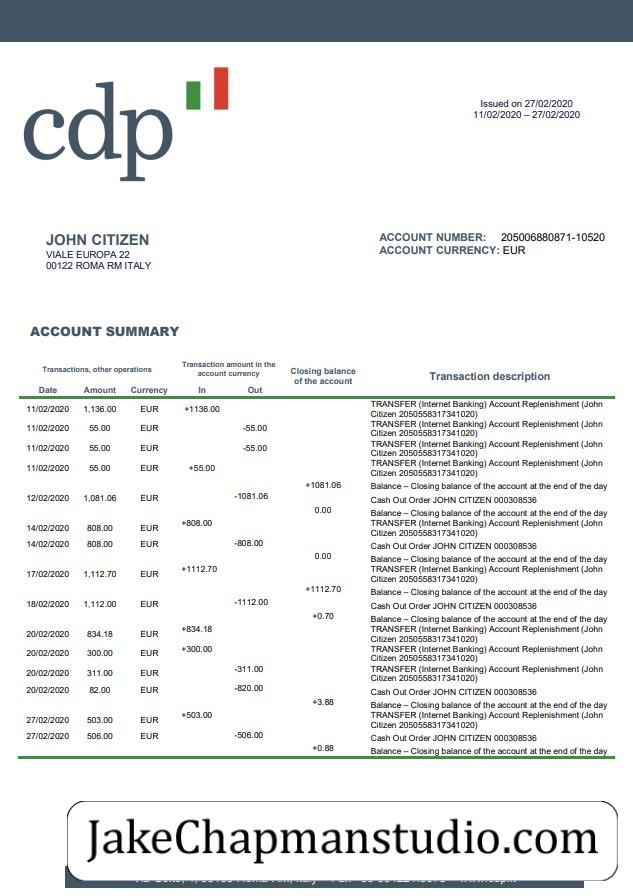 cdp
Issued on 27/02/2020
11/02/2020 – 27/02/2020
JOHN CITIZEN
VIALE EUROPA 22
00122 ROMA RM ITALY
ACCOUNT NUMBER: 205006880871-10520
ACCOUNT CURRENCY: EUR
ACCOUNT SUMMARY
Transactions, other operations
Transaction amount in the account currency
Closing balance of the account
Transaction description
Date Amount Currency In Out
11/02/2020 1,136.00 EUR +1136.00 TRANSFER (Internet Banking) Account Replenishment (John
Citizen 2050558317341020)
11/02/2020 55.00 EUR -55.00 TRANSFER (Internet Banking) Account Replenishment (John
Citizen 2050558317341020)
11/02/2020 55.00 EUR -55.00 TRANSFER (Internet Banking) Account Replenishment (John
Citizen 2050558317341020)
11/02/2020 55.00 EUR +55.00 TRANSFER (Internet Banking) Account Replenishment (John
Citizen 2050558317341020)
+1081.06 Balance – Closing balance of the account at the end of the day
12/02/2020 1,081.06 EUR -1081.06 Cash Out Order JOHN CITIZEN 000308536
0.00 Balance – Closing balance of the account at the end of the day
14/02/2020 808.00 EUR +808.00 TRANSFER (Internet Banking) Account Replenishment (John
Citizen 2050558317341020)
14/02/2020 808.00 EUR -808.00 Cash Out Order JOHN CITIZEN 000308536
0.00 Balance – Closing balance of the account at the end of the day
17/02/2020 1,112.70 EUR +1112.70 TRANSFER (Internet Banking) Account Replenishment (John
Citizen 2050558317341020)
+1112.70 Balance – Closing balance of the account at the end of the day
18/02/2020 1,112.00 EUR -1112.00 Cash Out Order JOHN CITIZEN 000308536
+0.70 Balance – Closing balance of the account at the end of the day
20/02/2020 834.18 EUR +834.18 TRANSFER (Internet Banking) Account Replenishment (John
Citizen 2050558317341020)
20/02/2020 300.00 EUR +300.00 TRANSFER (Internet Banking) Account Replenishment (John
Citizen 2050558317341020)
20/02/2020 311.00 EUR -311.00 TRANSFER (Internet Banking) Account Replenishment (John
Citizen 2050558317341020)
20/02/2020 82.00 EUR -820.00 Cash Out Order JOHN CITIZEN 000308536
+3.88 Balance – Closing balance of the account at the end of the day
27/02/2020 503.00 EUR +503.00 TRANSFER (Internet Banking) Account Replenishment (John
Citizen 2050558317341020)
27/02/2020 506.00 EUR -506.00 Cash Out Order JOHN CITIZEN 000308536
+0.88 Balance – Closing balance of the account at the end of the day
JakeChapmanstudio.com